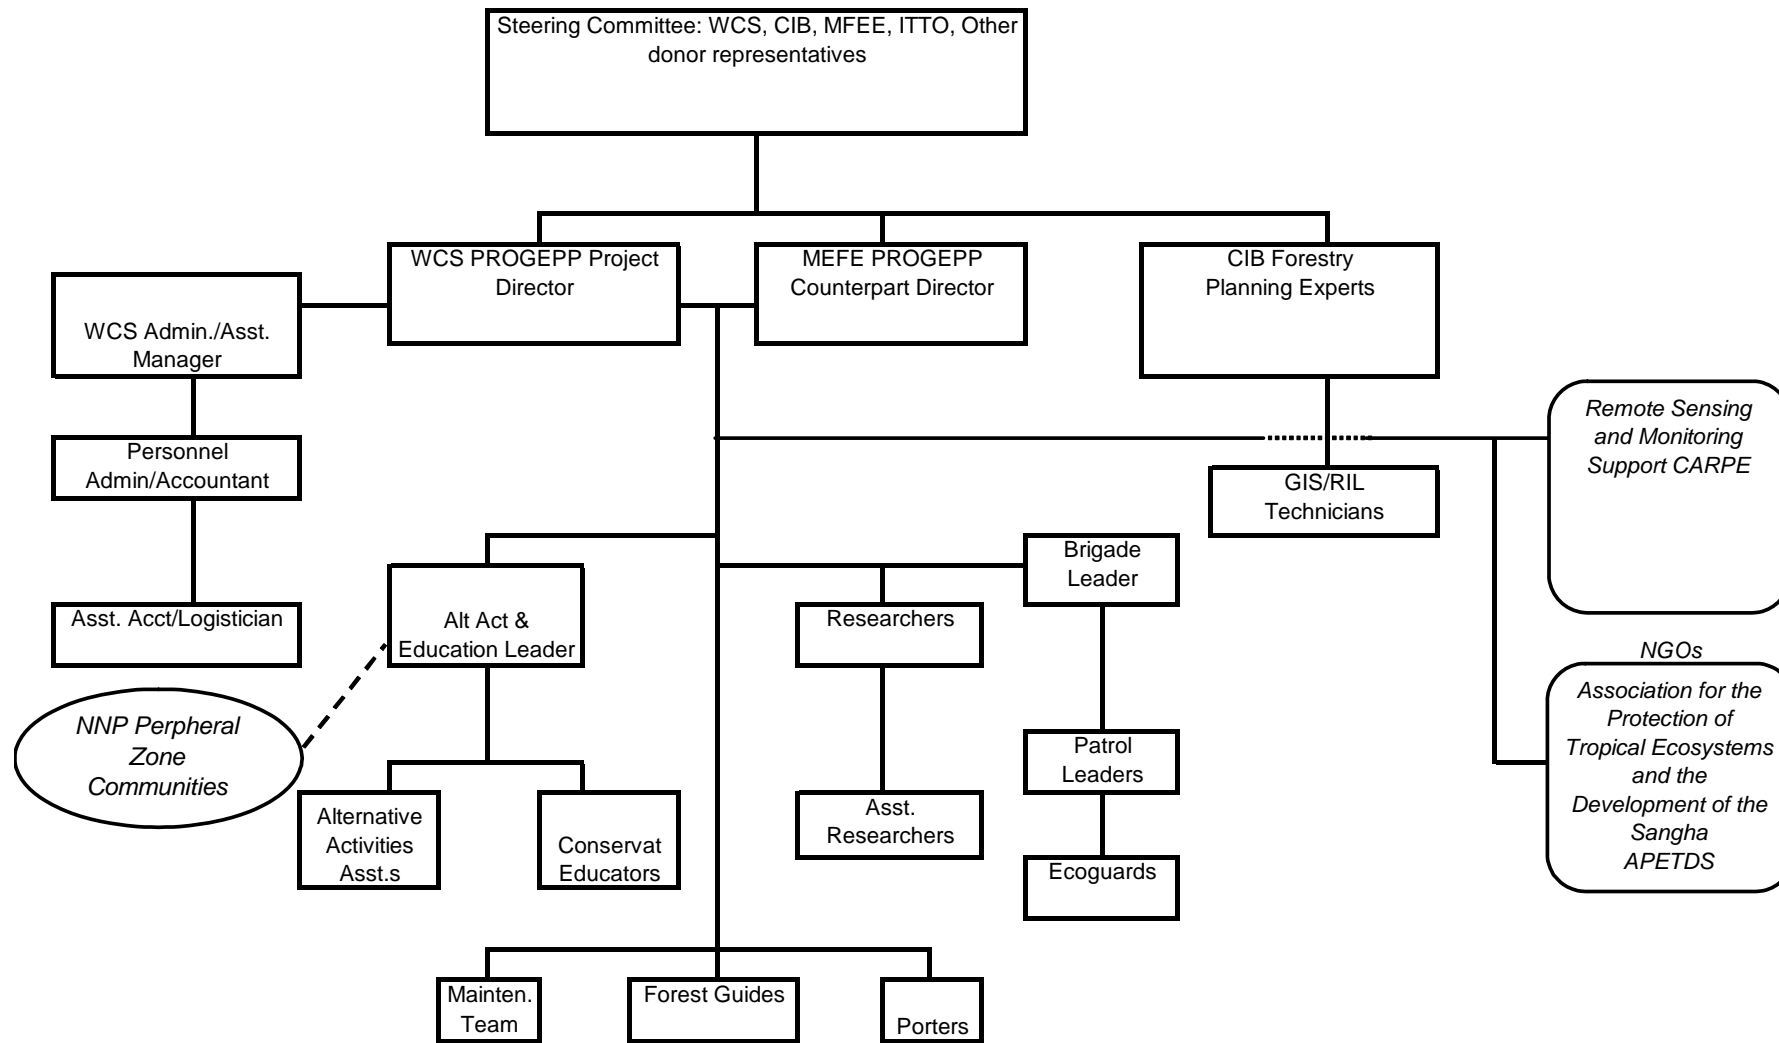 Steering Committee: WCS, CIB, MFEE, ITTO, Other
donor representatives
WCS PROGEPP Project
Director
MEFE PROGEPP
Counterpart Director
CIB Forestry
Planning Experts
WCS Admin./Asst.
Manager
Personnel
Admin/Accountant
Asst. Acct/Logistician
Remote Sensing
and Monitoring
Support CARPE
GIS/RIL
Technicians
Brigade
Leader
Alt Act &
Education Leader
Researchers
NGOs
Association for the
Protection of
Tropical Ecosystems
and the
Development of the
Sangha
APETDS
NNP Perpheral
Zone
Communities
Patrol
Leaders
Alternative
Activities
Asst.s
Conservat
Educators
Asst.
Researchers
Ecoguards
Mainten.
Team
Forest Guides
Porters